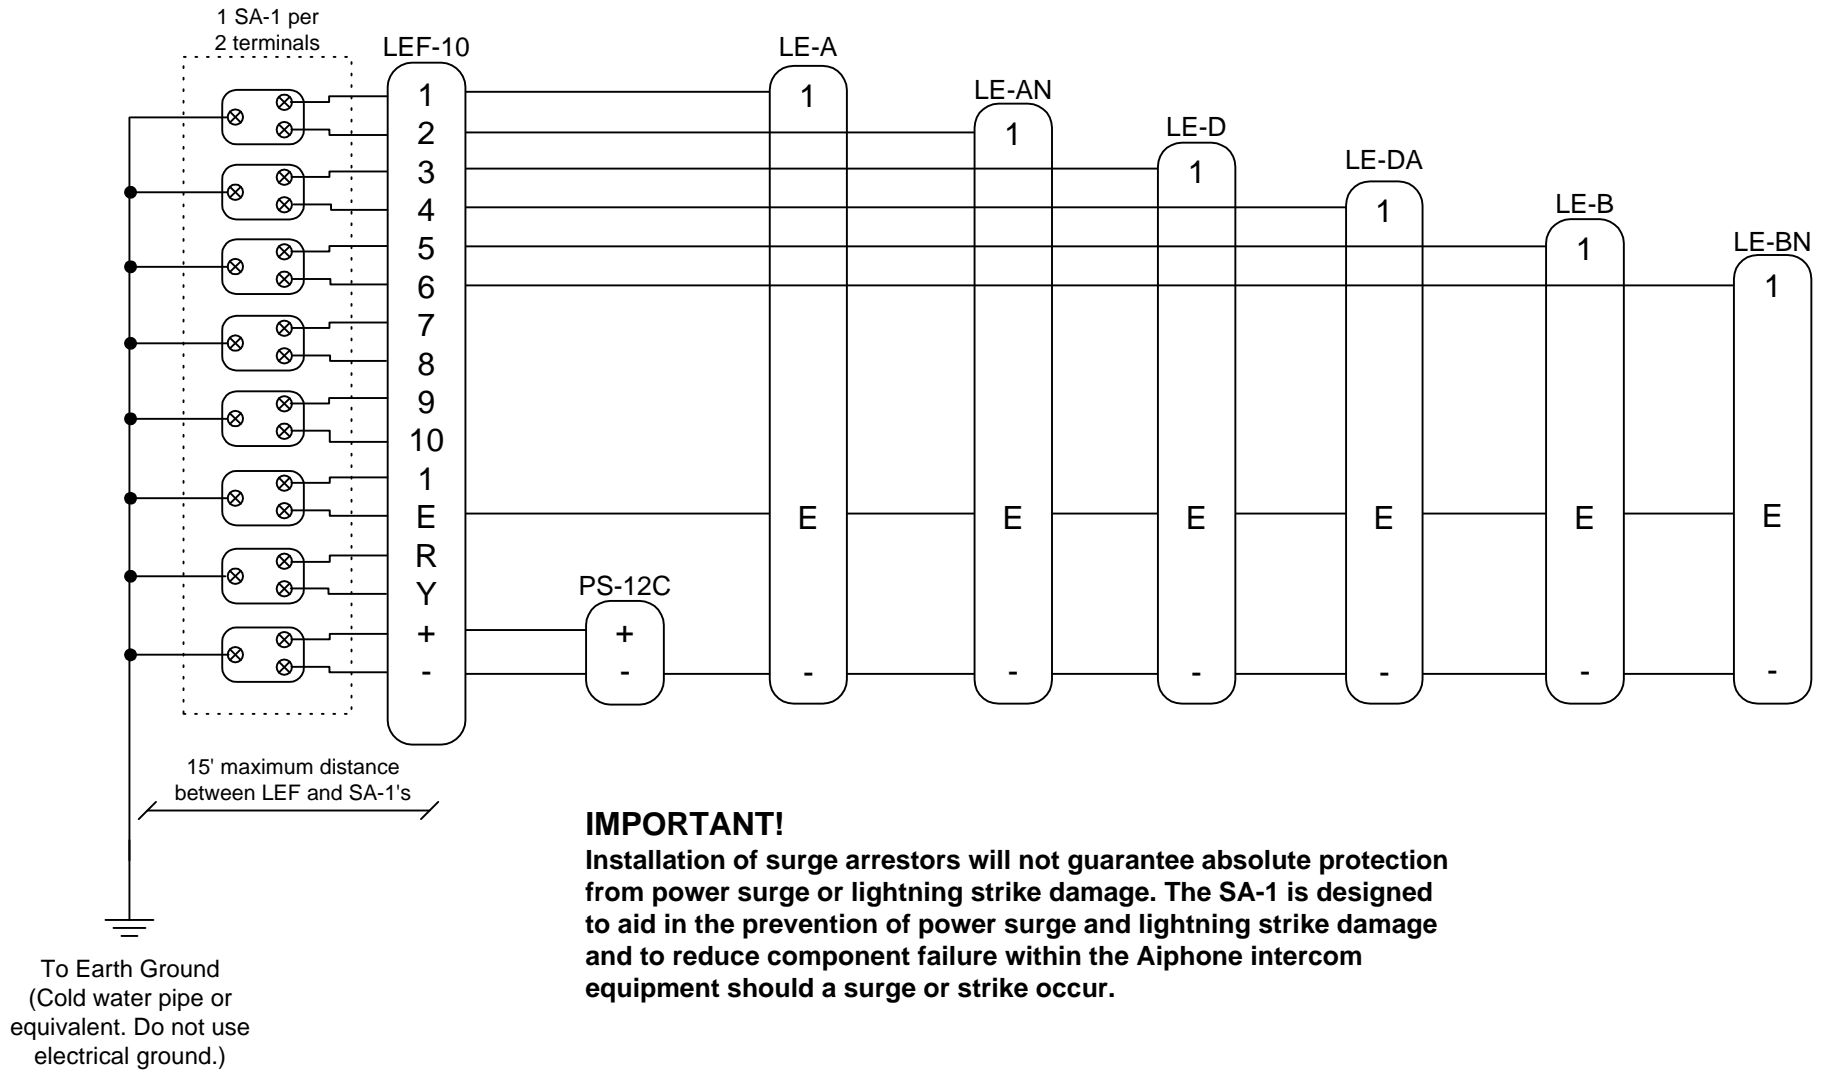 1 SA-1 per
2 terminals
LEF-10
1
2
3
4
5
6
7
8
9
10
1
E
R
Y
+
-
PS-12C
+
-
LE-A
1
E
-
LE-AN
1
E
-
LE-D
1
E
-
LE-DA
1
E
-
LE-B
1
E
-
LE-BN
1
E
-
15' maximum distance
between LEF and SA-1's
To Earth Ground
(Cold water pipe or
equivalent. Do not use
electrical ground.)
IMPORTANT!
Installation of surge arrestors will not guarantee absolute protection
from power surge or lightning strike damage. The SA-1 is designed
to aid in the prevention of power surge and lightning strike damage
and to reduce component failure within the Aiphone intercom
equipment should a surge or strike occur.